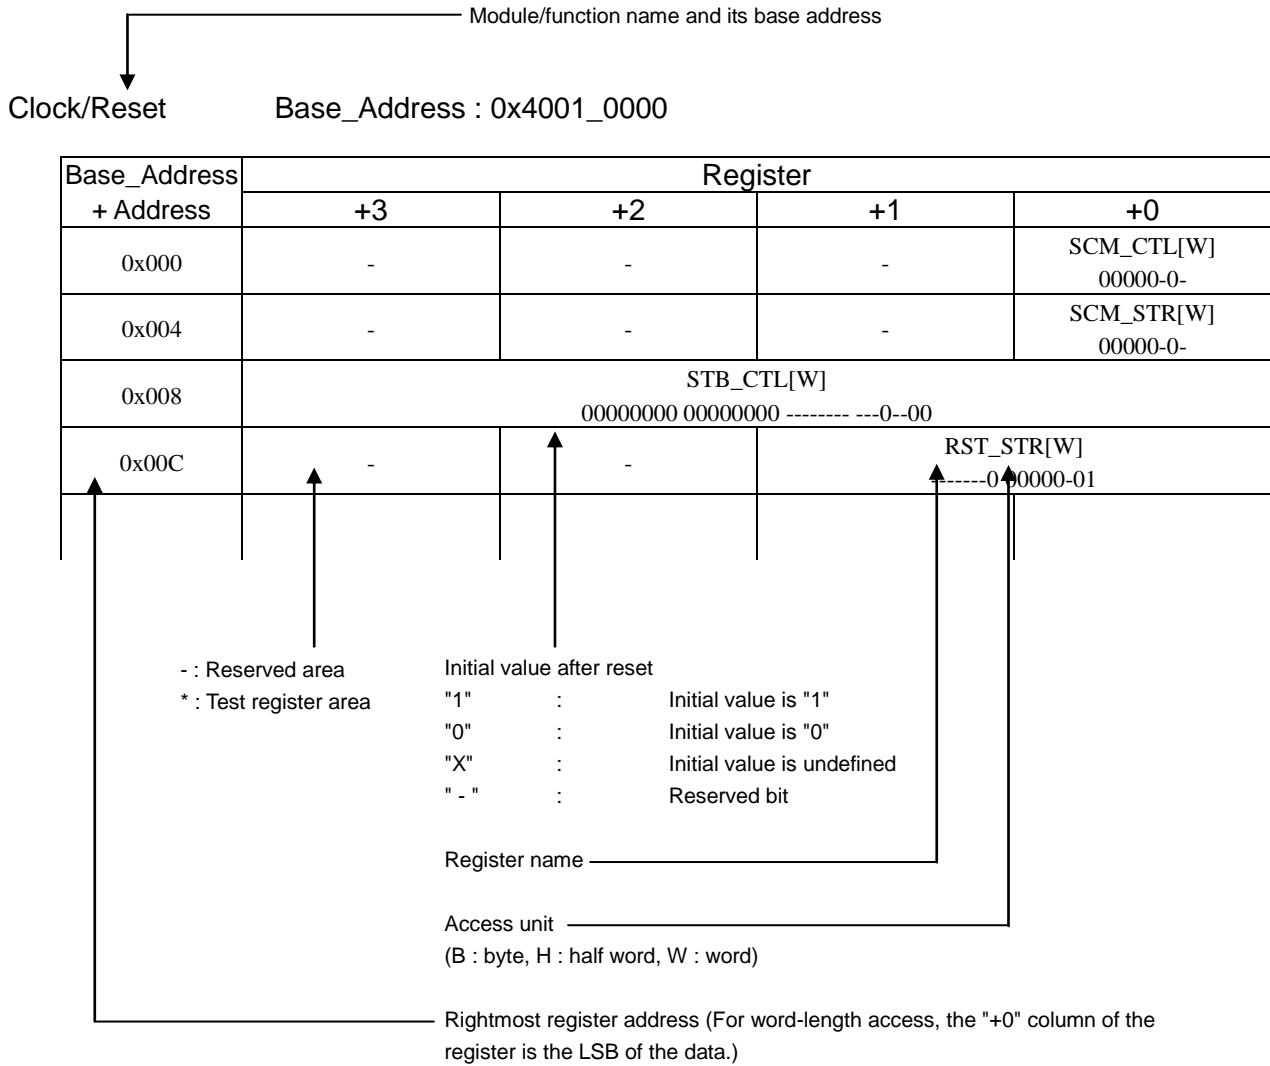 Module/function name and its base address
Clock/Reset Base_Address : 0x4001_0000
Base_Address + Address Register
+3 +2 +1 +0
0x000 - - - SCM_CTL[W]
00000-0-
0x004 - - - SCM_STR[W]
00000-0-
0x008 STB_CTL[W]
00000000 00000000 -------- ---0--00
0x00C - - RST_STR[W]
-------0 00000-01
- : Reserved area
* : Test register area
Initial value after reset
"1" : Initial value is "1"
"0" : Initial value is "0"
"X" : Initial value is undefined
" - " : Reserved bit
Register name
Access unit
(B : byte, H : half word, W : word)
Rightmost register address (For word-length access, the "+0" column of the
register is the LSB of the data.)